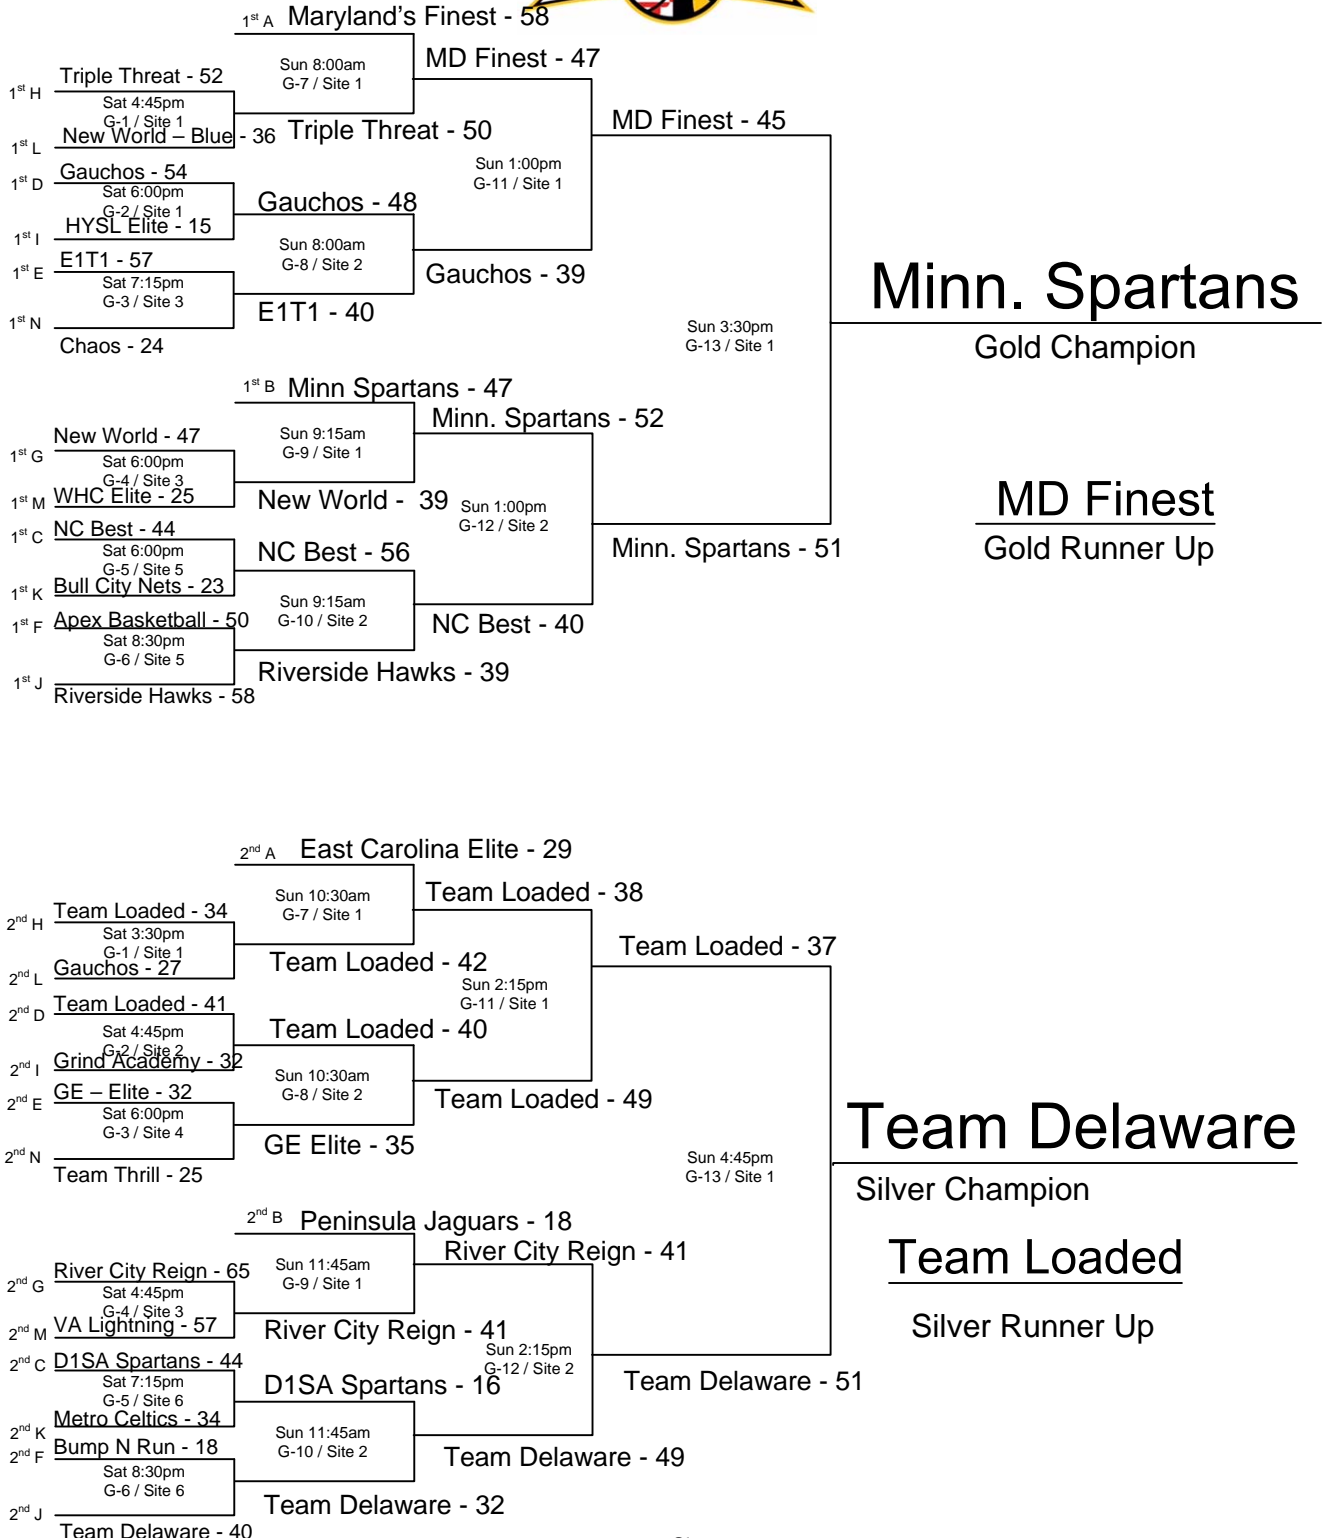 1st A Maryland's Finest - 58
Sun 8:00am
G-7 / Site 1
MD Finest - 47
Triple Threat - 52
1st H
Sat 4:45pm
G-1 / Site 1
New World – Blue - 36
1st L
Triple Threat - 50
MD Finest - 45
Sun 1:00pm
G-11 / Site 1
Gauchos - 54
1st D
Sat 6:00pm
G-2 / Site 1
HYSL Elite - 15
1st I
Gauchos - 48
Sun 8:00am
G-8 / Site 2
Gauchos - 39
E1T1 - 57
1st E
Sat 7:15pm
G-3 / Site 3
1st N
Chaos - 24
E1T1 - 40
Sun 3:30pm
G-13 / Site 1
Minn. Spartans
Gold Champion
1st B Minn Spartans - 47
Sun 9:15am
G-9 / Site 1
Minn. Spartans - 52
New World - 47
1st G
Sat 6:00pm
G-4 / Site 3
WHC Elite - 25
1st M
New World - 39
Sun 1:00pm
G-12 / Site 2
MD Finest
Gold Runner Up
NC Best - 44
1st C
Sat 6:00pm
G-5 / Site 5
Bull City Nets - 23
1st K
NC Best - 56
Minn. Spartans - 51
Sun 9:15am
G-10 / Site 2
NC Best - 40
Apex Basketball - 50
1st F
Sat 8:30pm
G-6 / Site 5
1st J
Riverside Hawks - 58
Riverside Hawks - 39
2nd A East Carolina Elite - 29
Sun 10:30am
G-7 / Site 1
Team Loaded - 38
Team Loaded - 34
2nd H
Sat 3:30pm
G-1 / Site 1
Gauchos - 27
2nd L
Team Loaded - 42
Team Loaded - 37
Sun 2:15pm
G-11 / Site 1
Team Loaded - 41
2nd D
Sat 4:45pm
G-2 / Site 2
Grind Academy - 32
2nd I
Team Loaded - 40
Sun 10:30am
G-8 / Site 2
Team Loaded - 49
GE – Elite - 32
2nd E
Sat 6:00pm
G-3 / Site 4
2nd N
Team Thrill - 25
GE Elite - 35
Sun 4:45pm
G-13 / Site 1
Team Delaware
Silver Champion
2nd B Peninsula Jaguars - 18
Sun 11:45am
G-9 / Site 1
River City Reign - 41
Team Loaded
Silver Runner Up
River City Reign - 65
2nd G
Sat 4:45pm
G-4 / Site 3
VA Lightning - 57
2nd M
River City Reign - 41
Sun 2:15pm
G-12 / Site 2
D1SA Spartans - 44
2nd C
Sat 7:15pm
G-5 / Site 6
Metro Celtics - 34
2nd K
D1SA Spartans - 16
Team Delaware - 51
Sun 11:45am
G-10 / Site 2
Team Delaware - 49
Bump N Run - 18
2nd F
Sat 8:30pm
G-6 / Site 6
2nd J
Team Delaware - 40
Team Delaware - 32